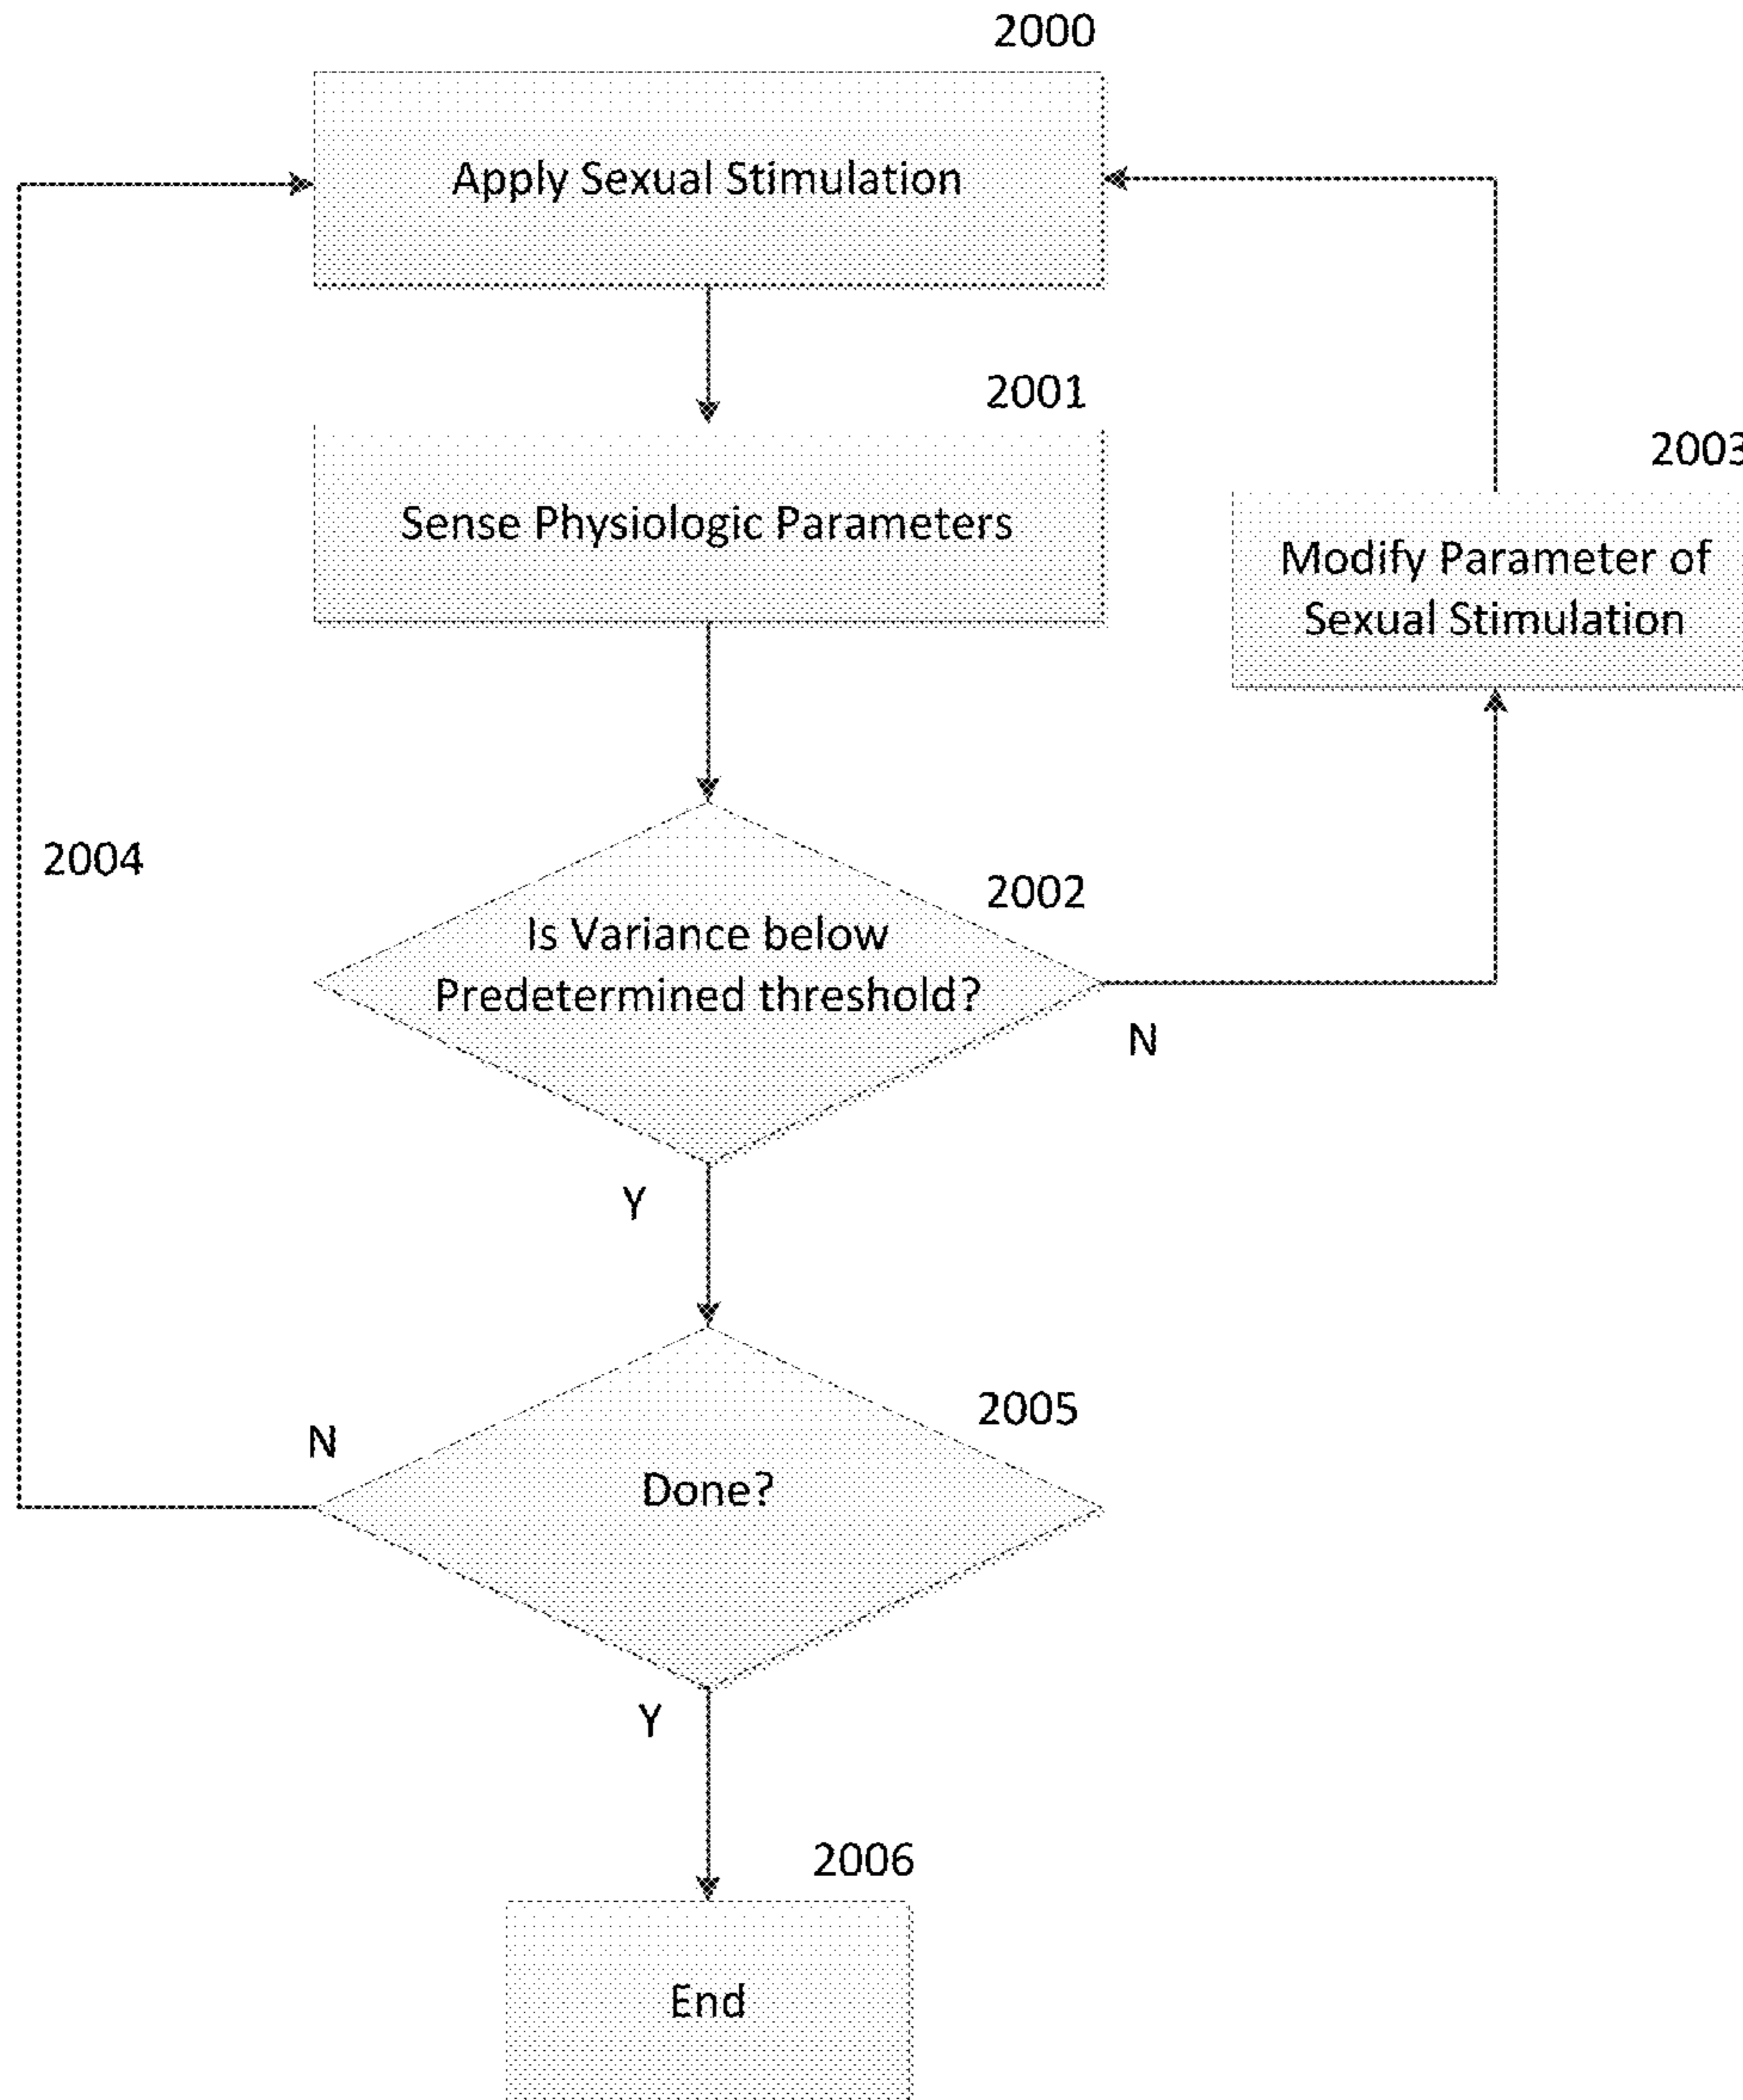 2000
Apply Sexual Stimulation
2001
Sense Physiologic Parameters
2003
Modify Parameter of
Sexual Stimulation
2004
2002
Is Variance below
Predetermined threshold?
N
Y
2005
N
Done?
Y
2006
End